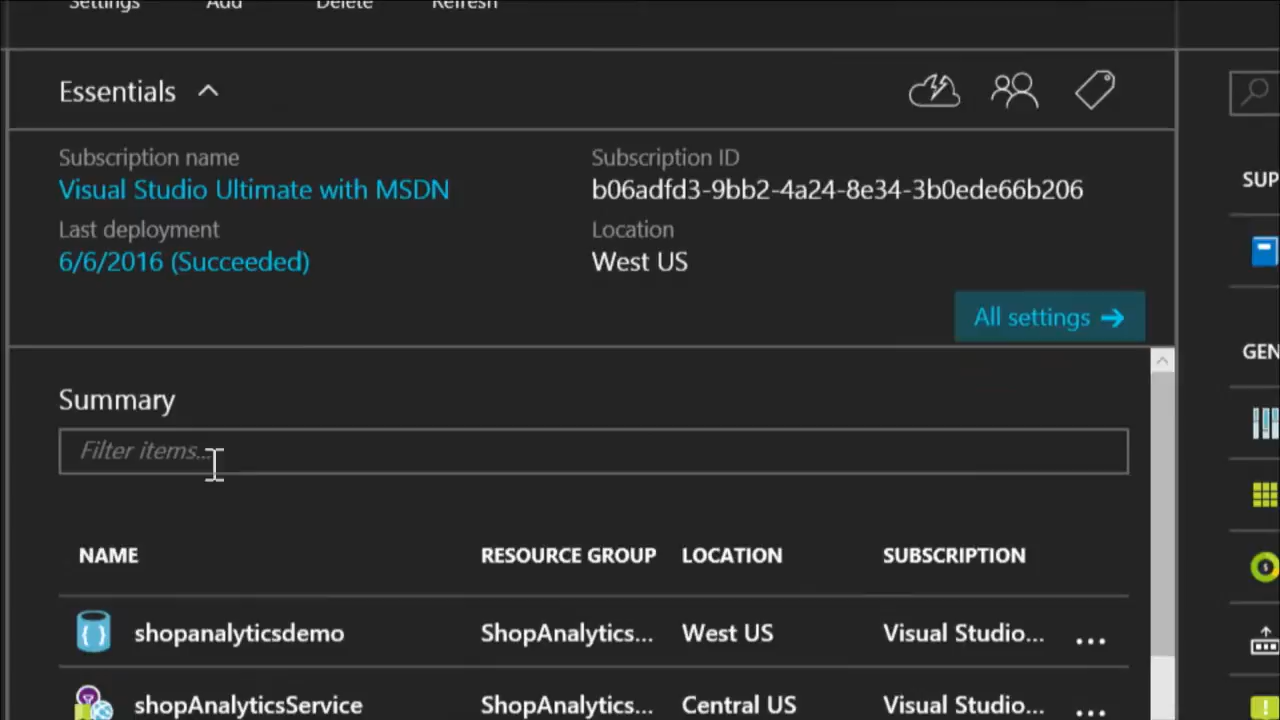 Settings Add Delete Refresh
Essentials
Subscription name Subscription ID
Visual Studio Ultimate with MSDN b06adfd3-9bb2-4a24-8e34-3b0ede66b206
Last deployment Location
6/6/2016 (Succeeded) West US
All settings
Summary
Filter items...
NAME RESOURCE GROUP LOCATION SUBSCRIPTION
shopanalyticsdemo ShopAnalytics... West US Visual Studio... ...
shopAnalyticsService ShopAnalytics... Central US Visual Studio... ...
SUP
GEN